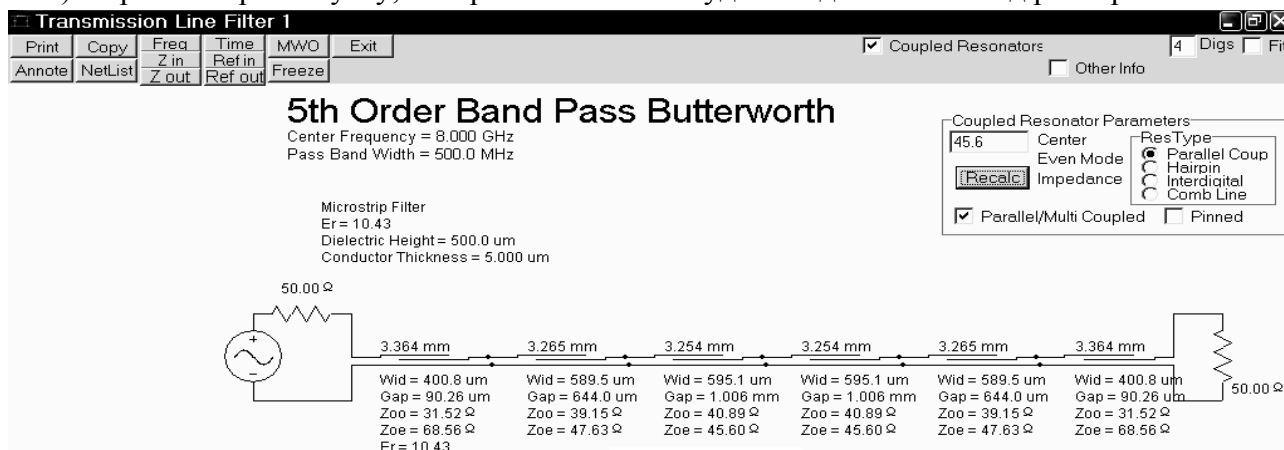 Transmission Line Filter 1
Print Copy Freq Time MWO Exit Coupled Resonators 4 Digs
Z in Ref in
Annote NetList Z out Ref out Freeze Other Info
5th Order Band Pass Butterworth
Center Frequency = 8.000 GHz
Pass Band Width = 500.0 MHz
Coupled Resonator Parameters
45.6 Center
Even Mode
Recalc Impedance
ResType
Parallel Coup
Hairpin
Interdigital
Comb Line
Parallel/Multi Coupled Pinned
Microstrip Filter
Er = 10.43
Dielectric Height = 500.0 um
Conductor Thickness = 5.000 um
50.00 Ω
3.364 mm 3.265 mm 3.254 mm 3.254 mm 3.265 mm 3.364 mm
Wid = 400.8 um Wid = 589.5 um Wid = 595.1 um Wid = 595.1 um Wid = 589.5 um Wid = 400.8 um
Gap = 90.26 um Gap = 644.0 um Gap = 1.006 mm Gap = 1.006 mm Gap = 644.0 um Gap = 90.26 um
50.00 Ω
Zoo = 31.52 Ω Zoo = 39.15 Ω Zoo = 40.89 Ω Zoo = 40.89 Ω Zoo = 39.15 Ω Zoo = 31.52 Ω
Zoe = 68.56 Ω Zoe = 47.63 Ω Zoe = 45.60 Ω Zoe = 45.60 Ω Zoe = 47.63 Ω Zoe = 68.56 Ω
Er = 10.43